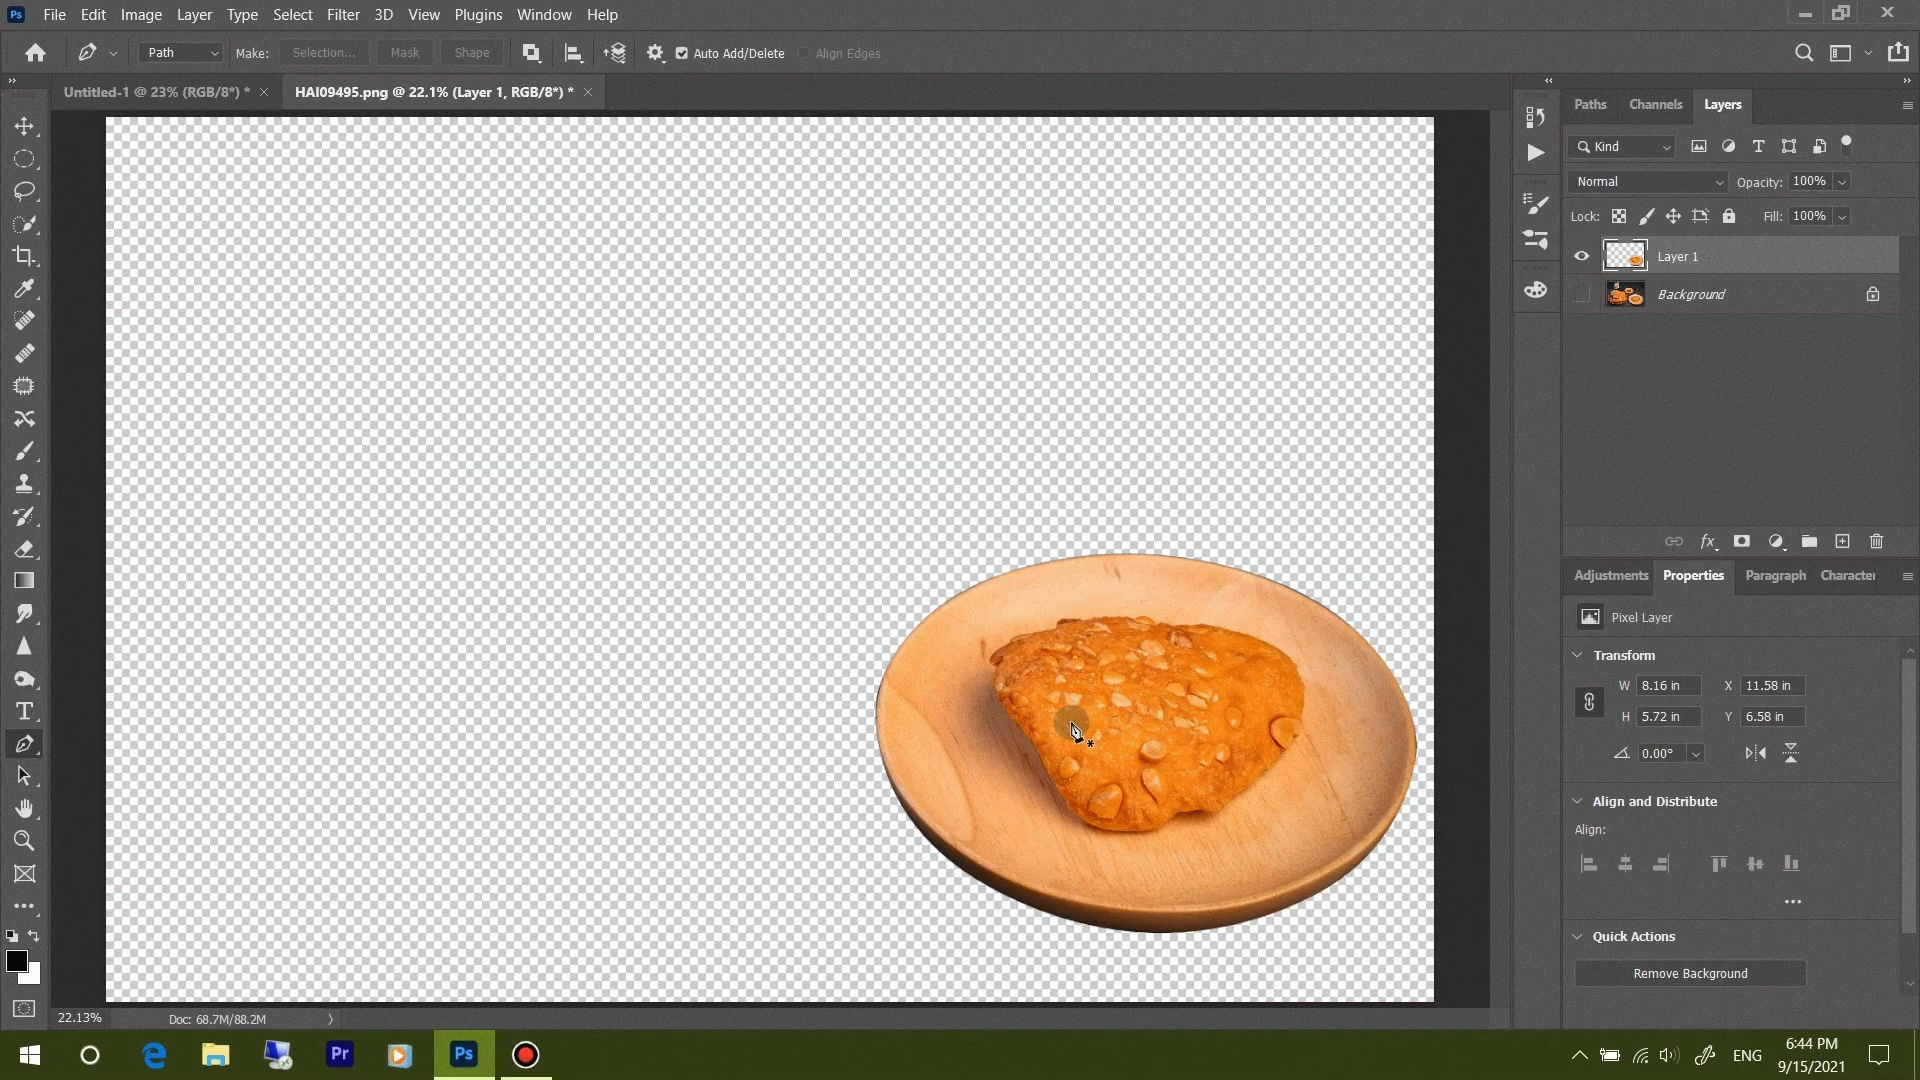 Ps File Edit Image Layer Type Select Filter 3D View Plugins Window Help
Path Make: Selection... Mask Shape Auto Add/Delete Align Edges
Untitled-1 @ 23% (RGB/8*) * HAI09495.png @ 22.1% (Layer 1, RGB/8*) *
Paths Channels Layers
Kind
Normal Opacity: 100%
Lock: Fill: 100%
Layer 1
Background
fx
Adjustments Properties Paragraph Character
Pixel Layer
Transform
W 8.16 in X 11.58 in
H 5.72 in Y 6.58 in
0.00°
Align and Distribute
Align:
Quick Actions
Remove Background
22.13% Doc: 68.7M/88.2M
Pr Ps ENG 6:44 PM
9/15/2021